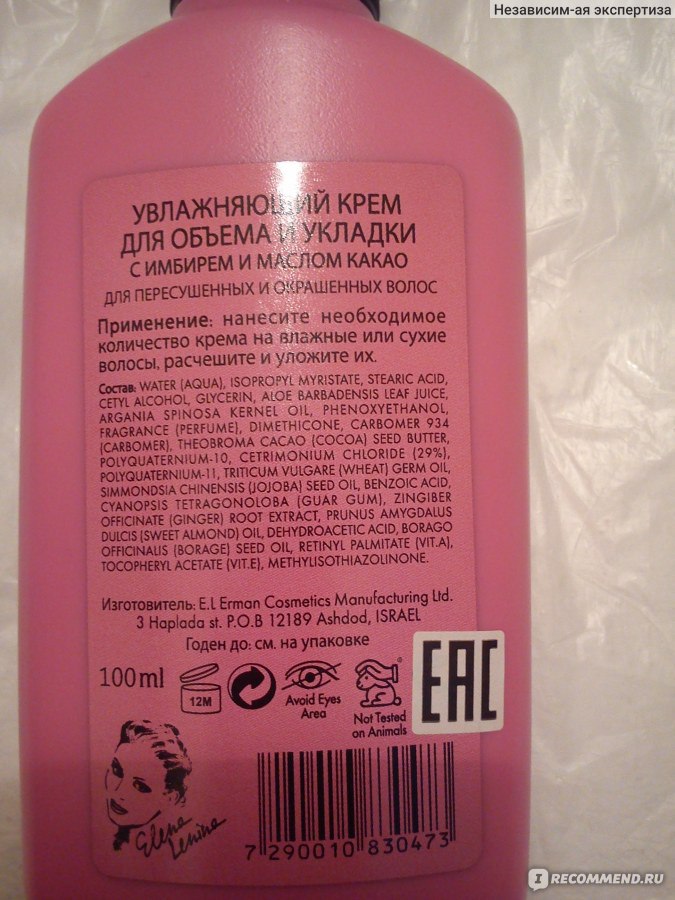 Независим-ая экспертиза
УВЛАЖНЯЮЩИЙ КРЕМ
ДЛЯ ОБЪЕМА И УКЛАДКИ
С ИМБИРЕМ И МАСЛОМ КАКАО
ДЛЯ ПЕРЕСУШЕННЫХ И ОКРАШЕННЫХ ВОЛОС
Применение: нанесите необходимое
количество крема на влажные или сухие
волосы, расчешите и уложите их.
Состав: WATER (AQUA), ISOPROPYL MYRISTATE, STEARIC ACID,
CETYL ALCOHOL, GLYCERIN, ALOE BARBADENSIS LEAF JUICE,
ARGANIA SPINOSA KERNEL OIL, PHENOXYETHANOL,
FRAGRANCE (PERFUME), DIMETHICONE, CARBOMER 934
(CARBOMER), THEOBROMA CACAO (COCOA) SEED BUTTER,
POLYQUATERNIUM-10, CETRIMONIUM CHLORIDE (29%),
POLYQUATERNIUM-11, TRITICUM VULGARE (WHEAT) GERM OIL,
SIMMONDSIA CHINENSIS (JOJOBA) SEED OIL, BENZOIC ACID,
CYANOPSIS TETRAGONOLOBA (GUAR GUM), ZINGIBER
OFFICINATE (GINGER) ROOT EXTRACT, PRUNUS AMYGDALUS
DULCIS (SWEET ALMOND) OIL, DEHYDROACETIC ACID, BORAGO
OFFICINALIS (BORAGE) SEED OIL, RETINYL PALMITATE (VIT.A),
TOCOPHERYL ACETATE (VIT.E), METHYLISOTHIAZOLINONE.
Изготовитель: E.L Erman Cosmetics Manufacturing Ltd.
3 Haplada st. P.O.B 12189 Ashdod, ISRAEL
Годен до: см. на упаковке
100ml
12M
Avoid Eyes
Area
Not Tested
on Animals
EAC
Elena
Lenina
7 290010 830473
IRECOMMEND.RU